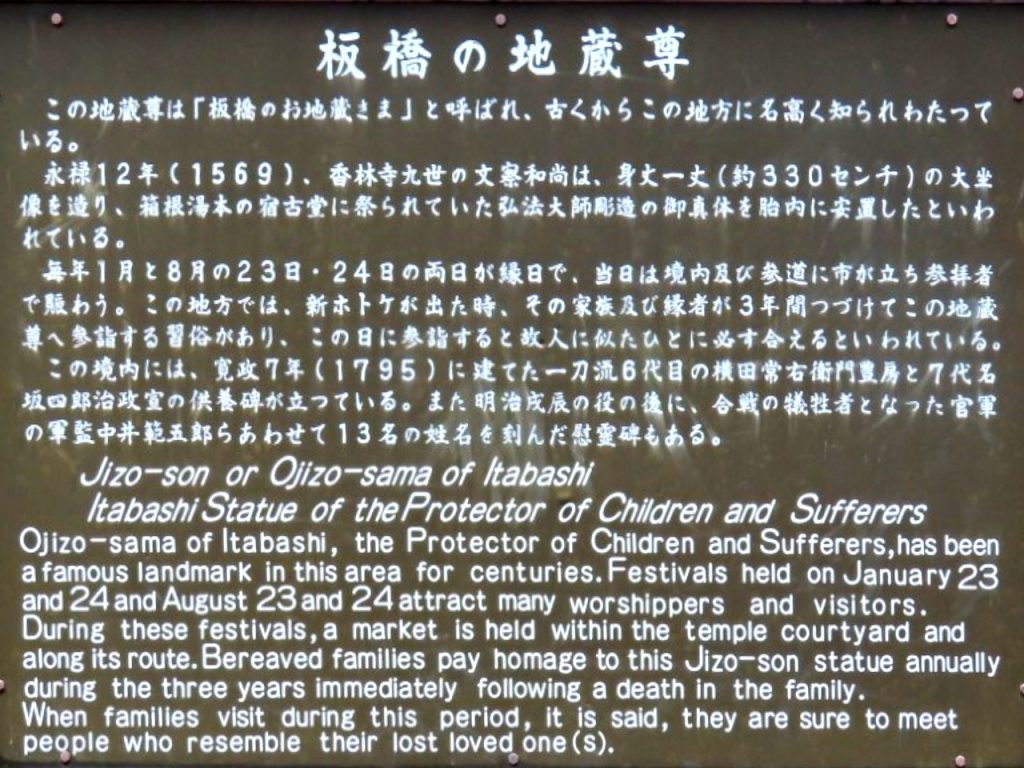 板橋の地蔵尊
この地蔵尊は「板橋のお地蔵さま」と呼ばれ、古くからこの地方に名高く知られわたって
いる。
永禄12年(1569)、香林寺九世の文察和尚は、身丈一丈(約330センチ)の大坐
像を造り、箱根湯本の宿古堂に祭られていた弘法大師彫造の御真体を胎内に安置したといわ
れている。
毎年1月と8月の23日・24日の両日が縁日で、当日は境内及び参道に市が立ち参拝者
で賑わう。この地方では、新ホトケが出た時、その家族及び縁者が3年間つづけてこの地蔵
尊へ参詣する習俗があり、この日に参詣すると故人に似たひとに必す合えるといわれている。
この境内には、寛政7年(1795)に建てた一刀流6代目の横田常右衛門豊房と7代名
坂四郎治政宣の供養碑が立つている。また明治戌辰の役の後に、合戦の犠牲者となった官軍
の軍監中井範五郎らあわせて13名の姓名を刻んだ慰霊碑もある。
Jizo-son or Ojizo-sama of Itabashi
Itabashi Statue of the Protector of Children and Sufferers
Ojizo-sama of Itabashi, the Protector of Children and Sufferers, has been
a famous landmark in this area for centuries. Festivals held on January 23
and 24 and August 23 and 24 attract many worshippers and visitors.
During these festivals, a market is held within the temple courtyard and
along its route. Bereaved families pay homage to this Jizo-son statue annually
during the three years immediately following a death in the family.
When families visit during this period, it is said, they are sure to meet
people who resemble their lost loved one(s).